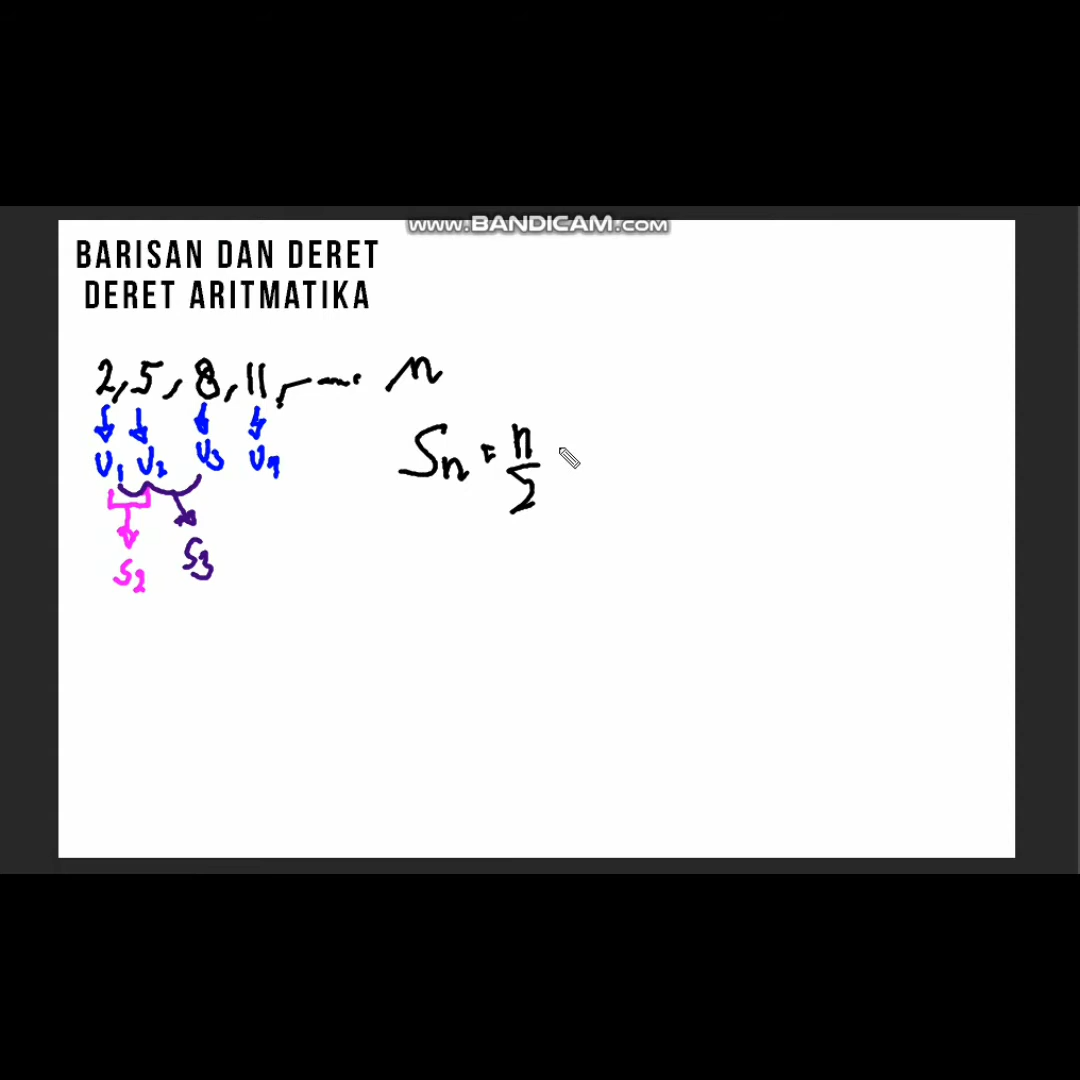 www.BANDICAM.com
BARISAN DAN DERET
DERET ARITMATIKA
2, 5, 8, 11, ---- n
U1 U2 U3 U4
Sn = n/2
S2 S3